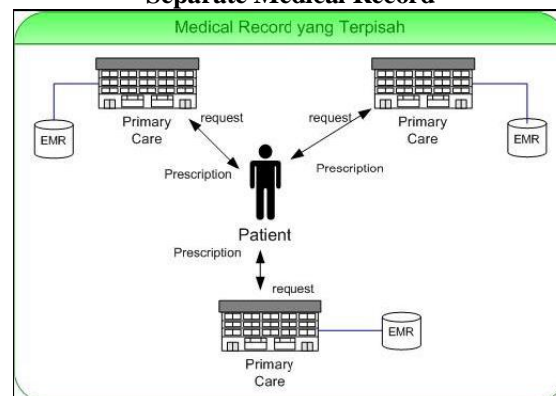 Separate Medical Record
Medical Record yang Terpisah
request
request
EMR
Primary
Care
Primary
Care
EMR
Prescription
Prescription
Patient
Prescription
request
EMR
Primary
Care